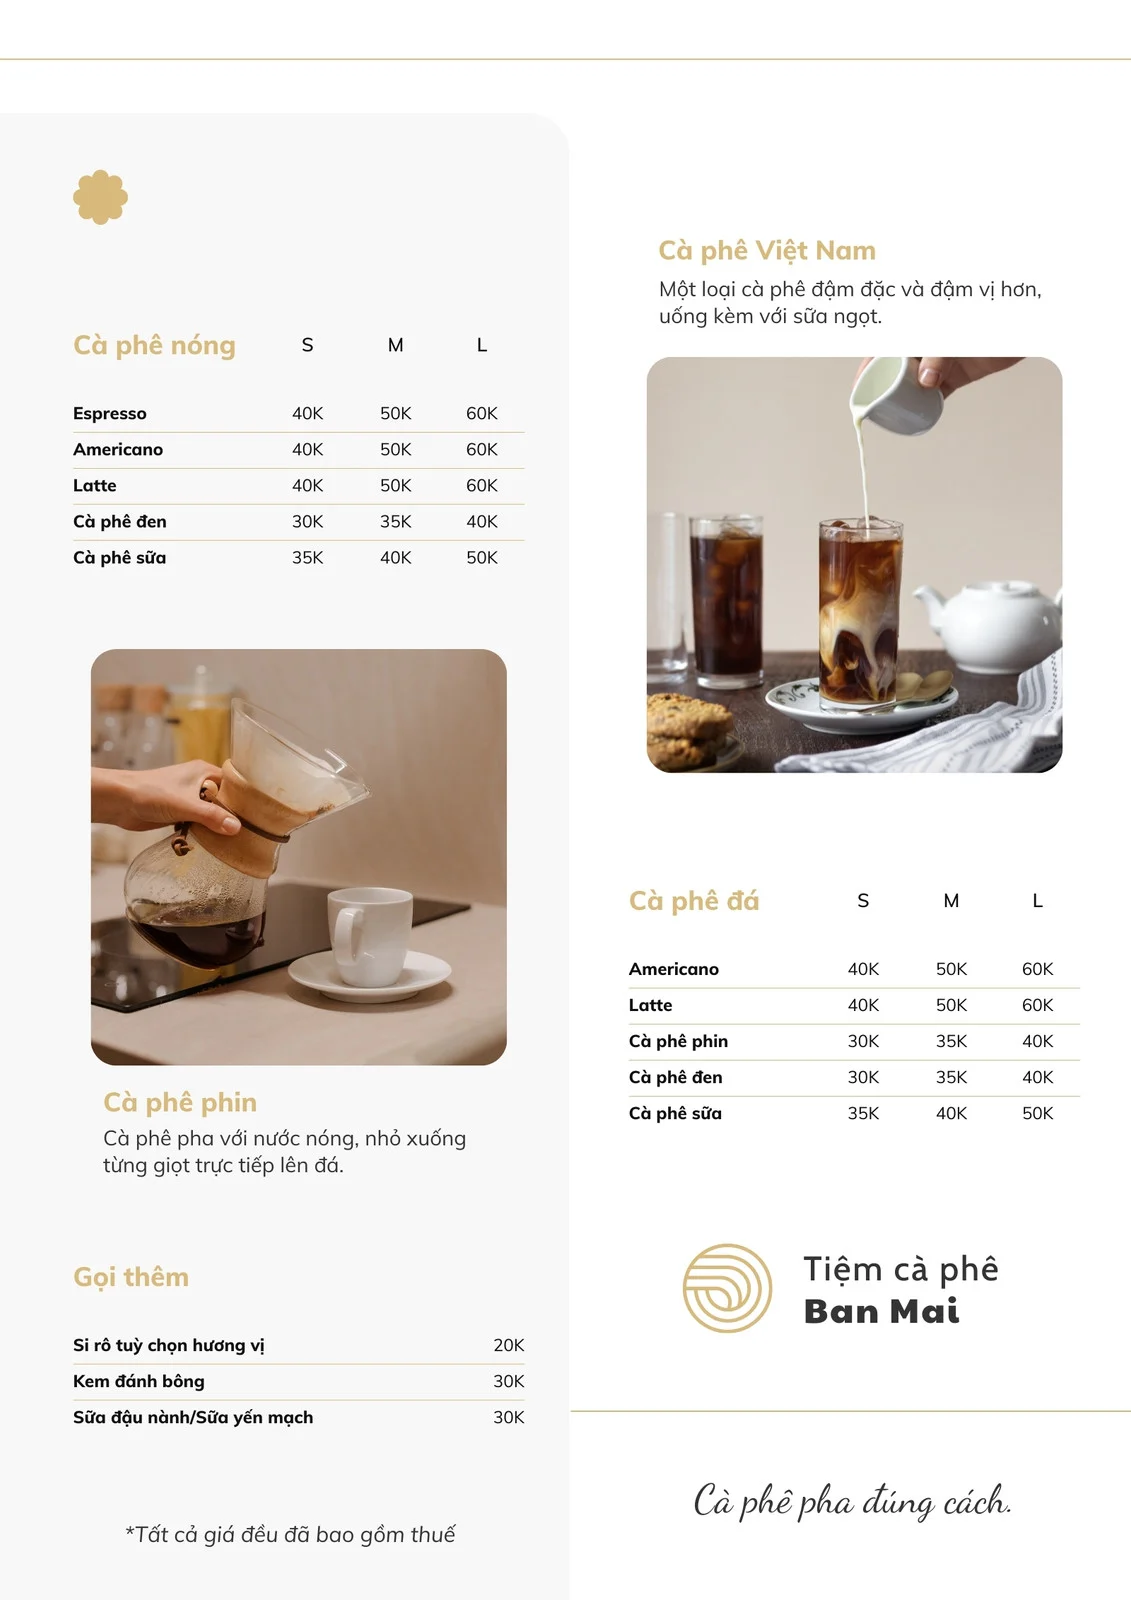 Cà phê nóng S M L
Espresso 40K 50K 60K
Americano 40K 50K 60K
Latte 40K 50K 60K
Cà phê đen 30K 35K 40K
Cà phê sữa 35K 40K 50K
Cà phê phin
Cà phê pha với nước nóng, nhỏ xuống
từng giọt trực tiếp lên đá.
Gọi thêm
Si rô tuỳ chọn hương vị 20K
Kem đánh bông 30K
Sữa đậu nành/Sữa yến mạch 30K
*Tất cả giá đều đã bao gồm thuế
Cà phê Việt Nam
Một loại cà phê đậm đặc và đậm vị hơn,
uống kèm với sữa ngọt.
Cà phê đá S M L
Americano 40K 50K 60K
Latte 40K 50K 60K
Cà phê phin 30K 35K 40K
Cà phê đen 30K 35K 40K
Cà phê sữa 35K 40K 50K
Tiệm cà phê
Ban Mai
Cà phê pha đúng cách.